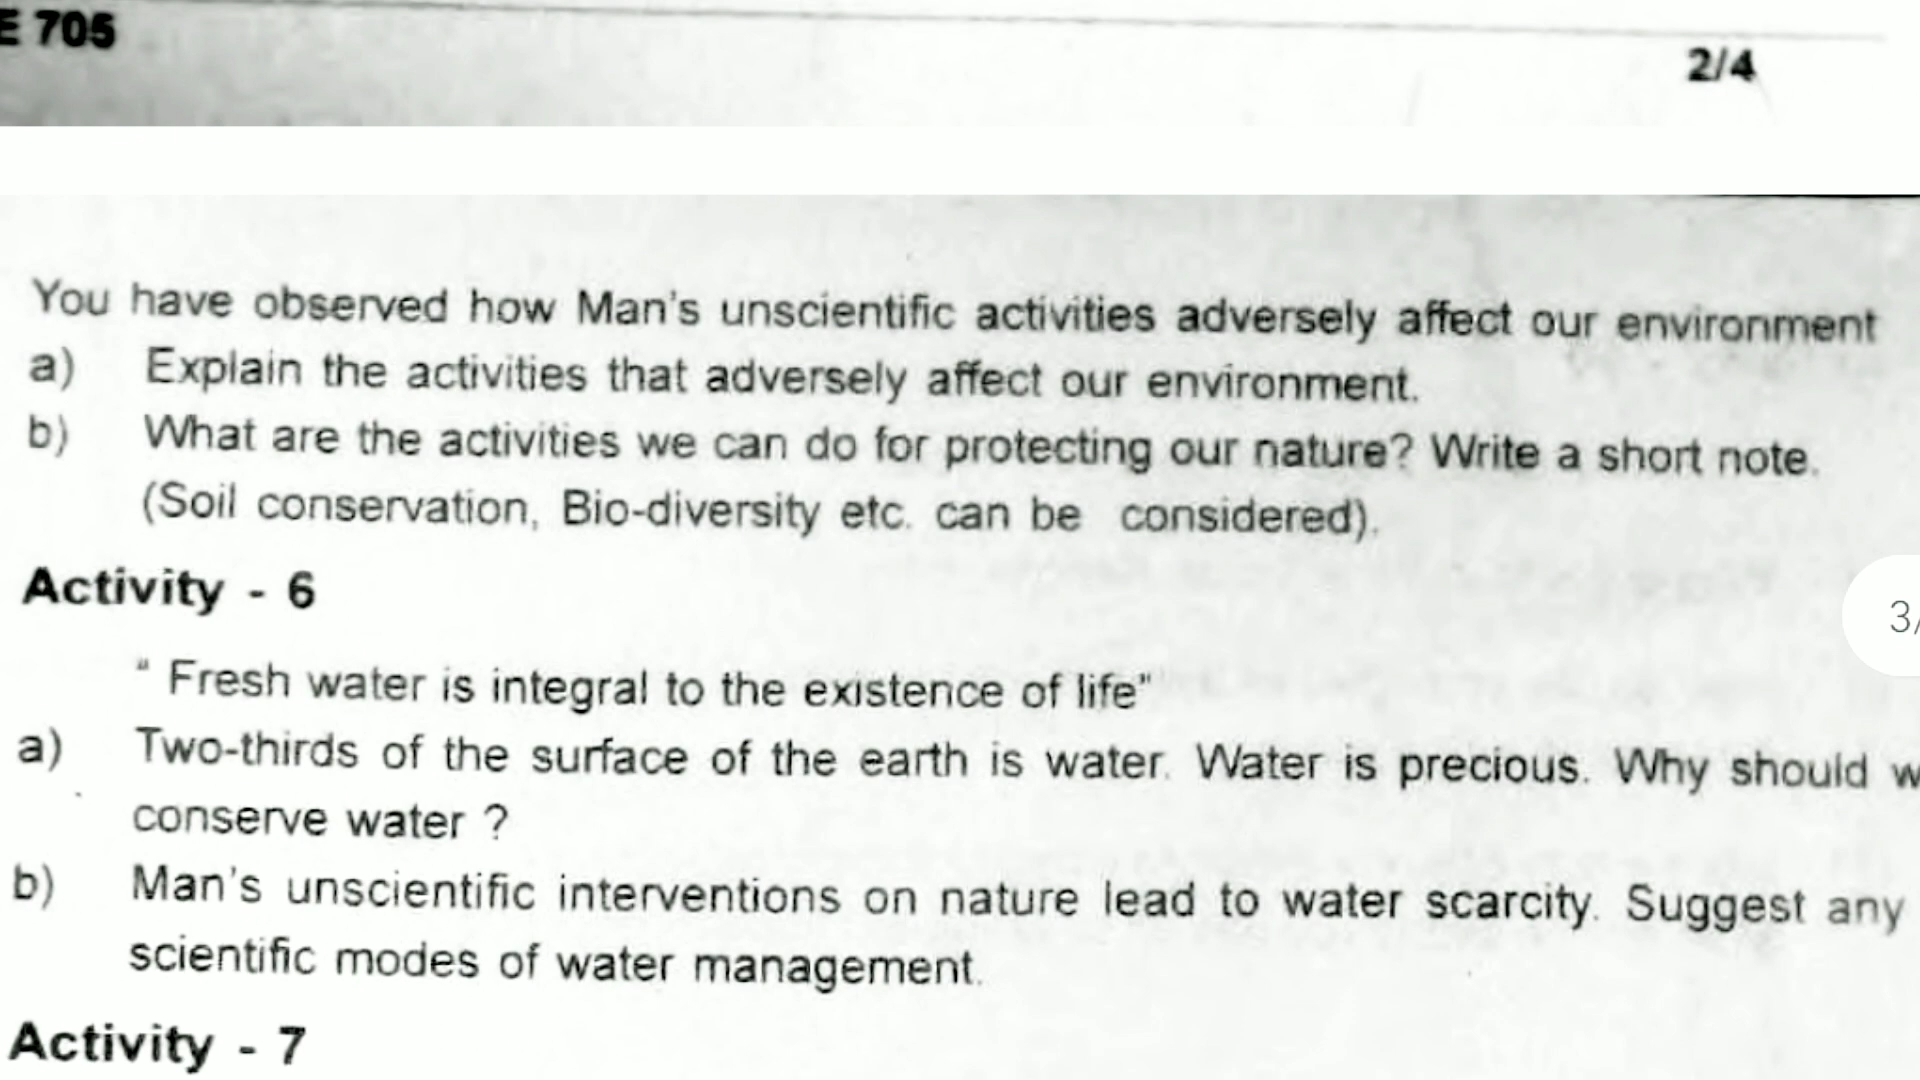 E 705
2/4
You have observed how Man's unscientific activities adversely affect our environment
a) Explain the activities that adversely affect our environment.
b) What are the activities we can do for protecting our nature? Write a short note.
(Soil conservation, Bio-diversity etc. can be considered).
Activity - 6
" Fresh water is integral to the existence of life"
a) Two-thirds of the surface of the earth is water. Water is precious. Why should w
conserve water ?
3/
b) Man's unscientific interventions on nature lead to water scarcity. Suggest any
scientific modes of water management.
Activity - 7